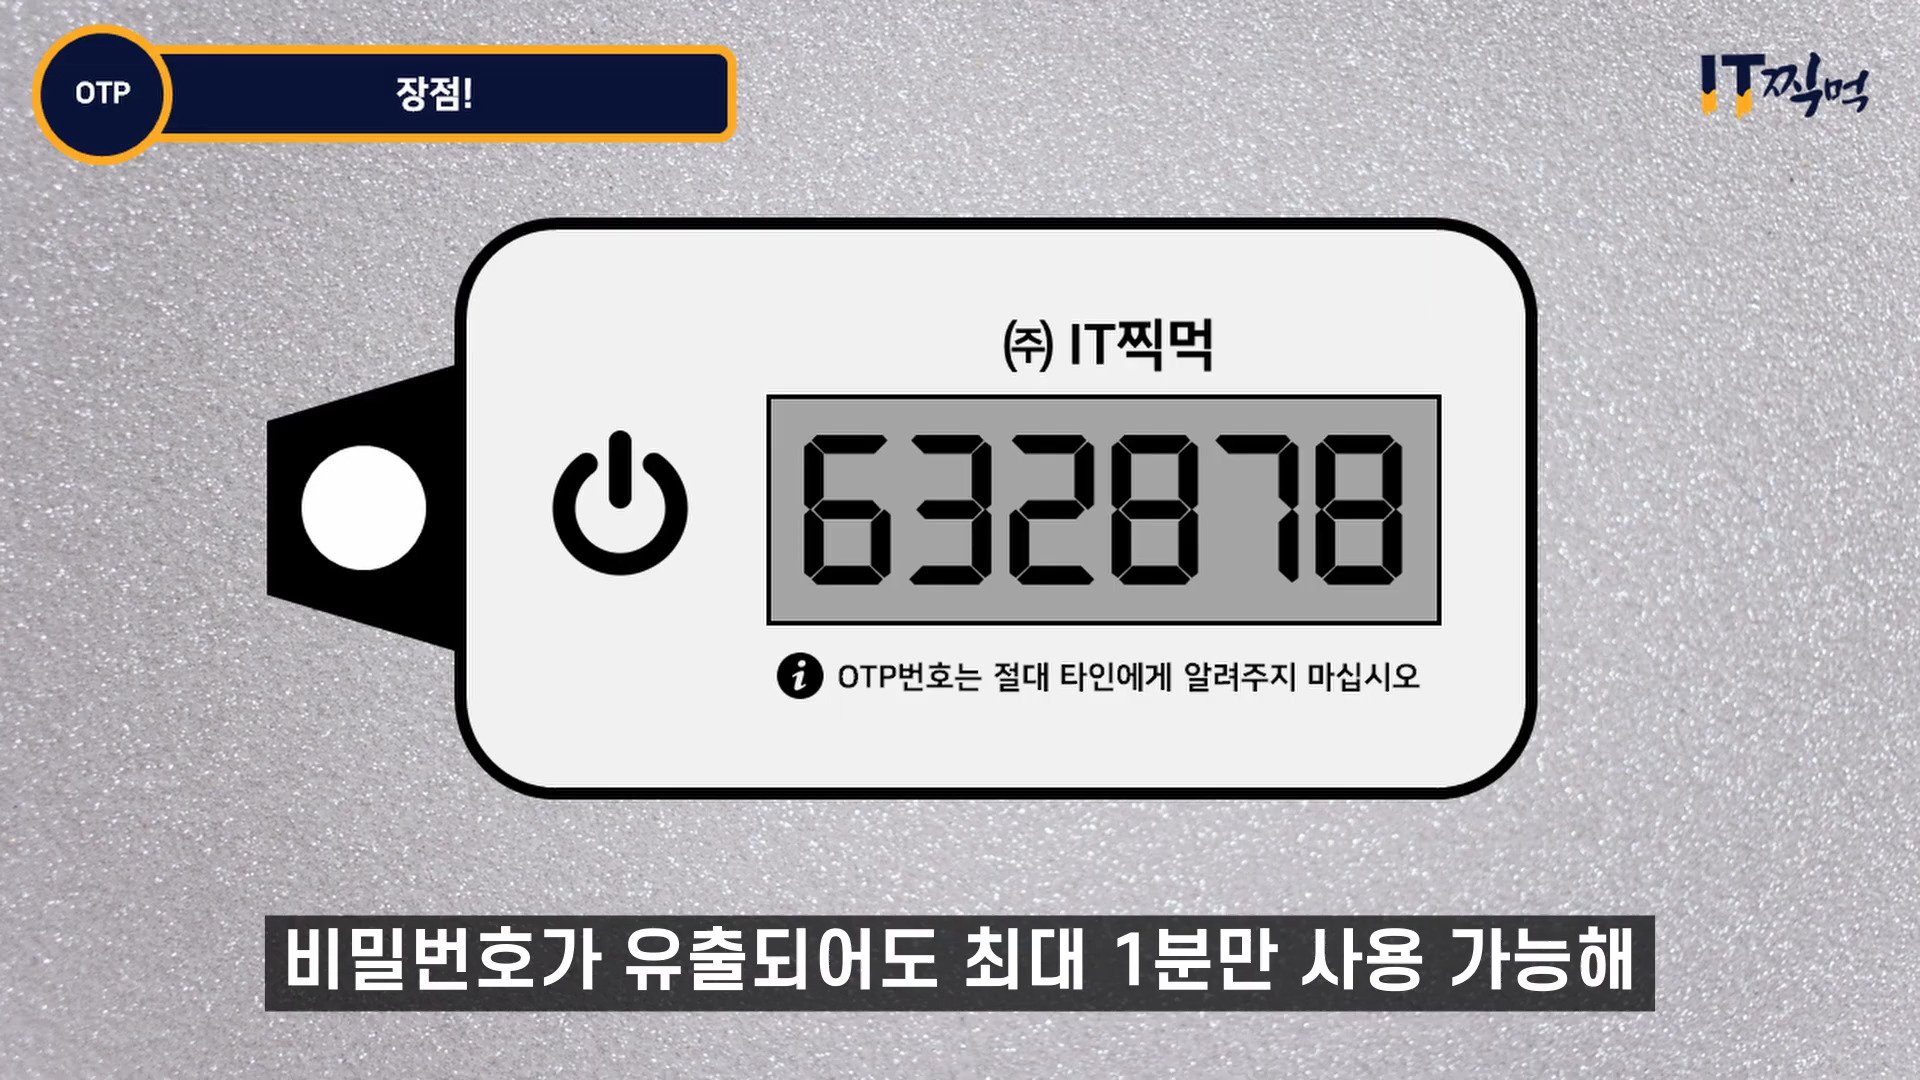 OTP
장점!
IT찍먹
㈜ IT찍먹
632878
i OTP번호는 절대 타인에게 알려주지 마십시오
비밀번호가 유출되어도 최대 1분만 사용 가능해